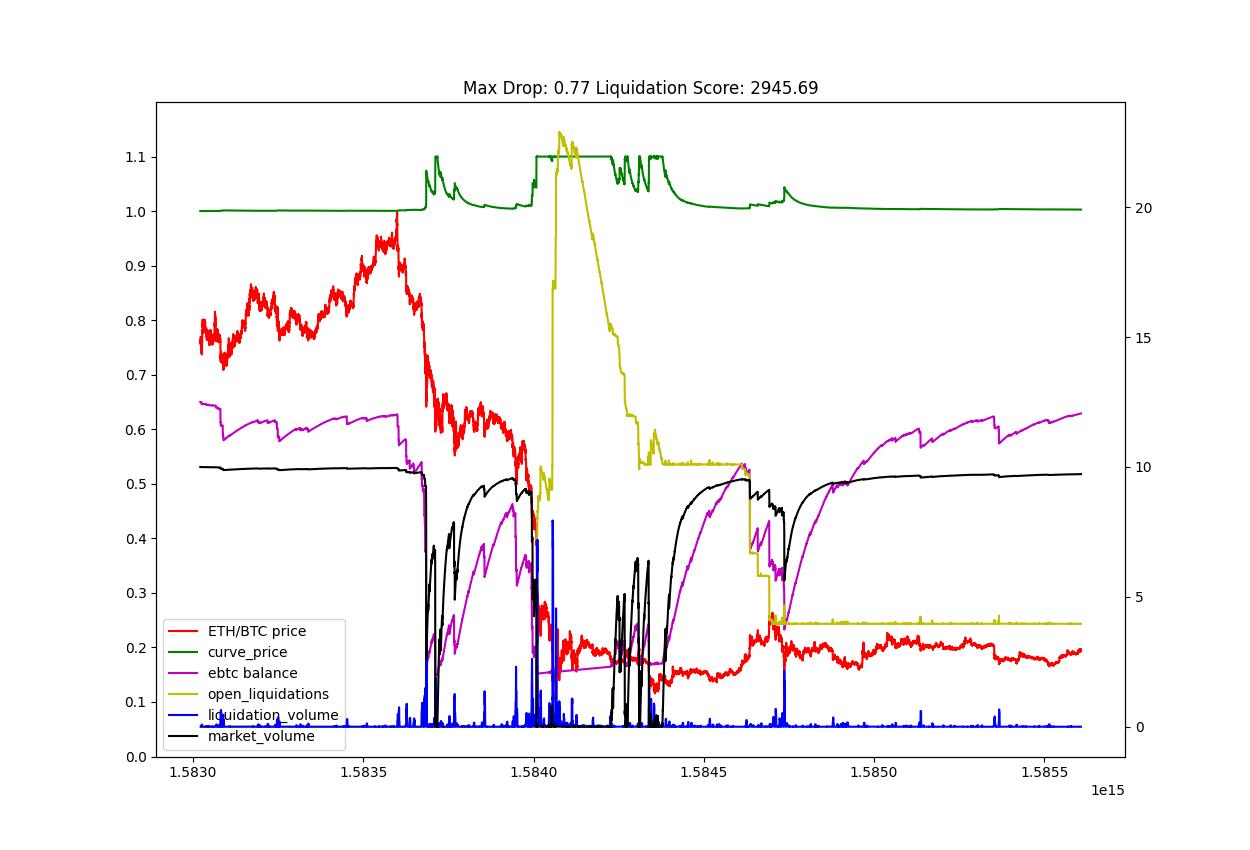 Max Drop: 0.77 Liquidation Score: 2945.69
1.1
1.0
0.9
0.8
0.7
0.6
0.5
0.4
0.3
0.2
0.1
0.0
20
15
10
5
0
ETH/BTC price
curve_price
ebtc balance
open_liquidations
liquidation_volume
market_volume
1.5830 1.5835 1.5840 1.5845 1.5850 1.5855
1e15